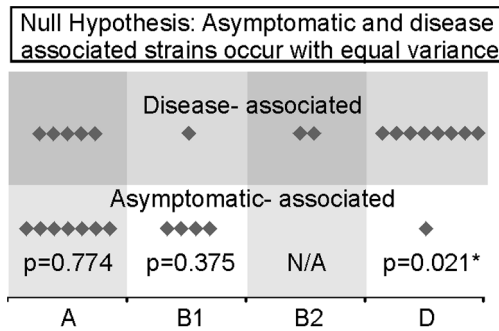 Null Hypothesis: Asymptomatic and disease
associated strains occur with equal variance
Disease- associated
Asymptomatic- associated
p=0.774 p=0.375 N/A p=0.021*
A B1 B2 D